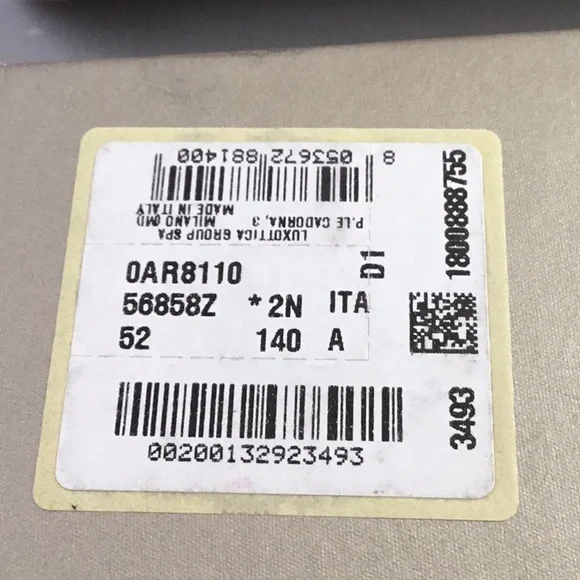 8 053672 881400
LUXOTTICA GROUP SPA
P.LE CADORNA, 3
MILANO (MI)
MADE IN ITALY
0AR8110
D1
56858Z * 2N ITA
52 140 A
00200132923493
1800888755
3493